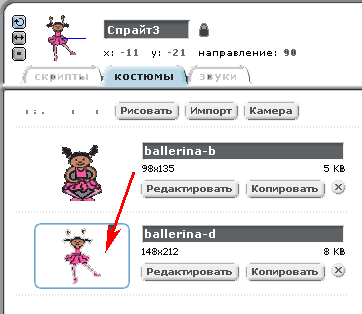 Спрайт3
x: -11 y: -21 направление: 90
скрипты костюмы звуки
Рисовать Импорт Камера
ballerina-b
98x135 5 KB
Редактировать Копировать
ballerina-d
148x212 8 KB
Редактировать Копировать